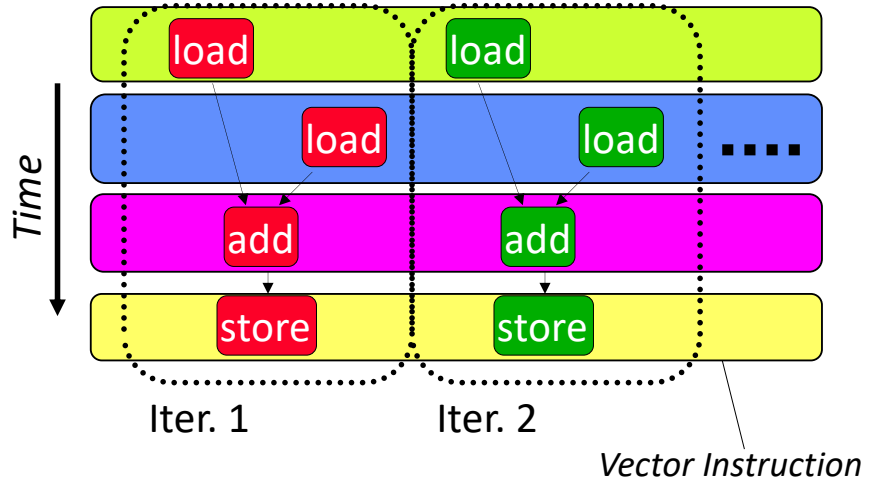 load load
load load
....
Time
add add
store store
Iter. 1 Iter. 2
Vector Instruction